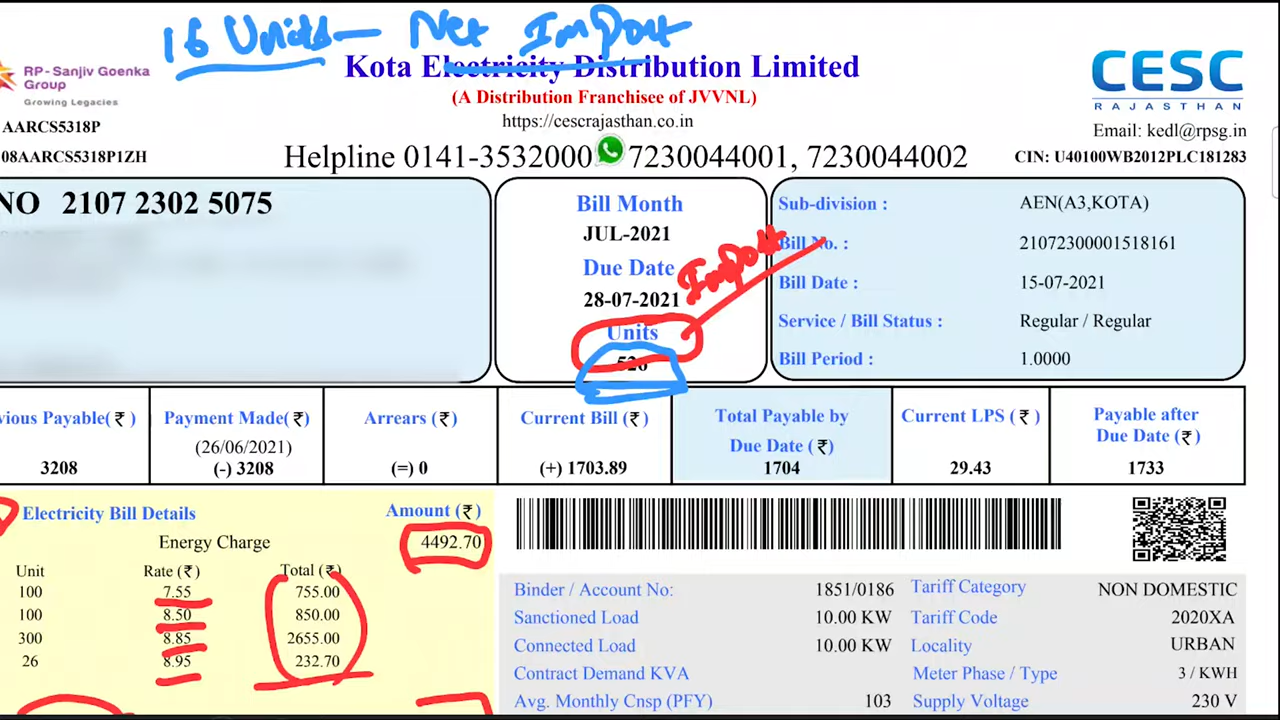 16 Units - Net Import
RP- Sanjiv Goenka
Group
Growing Legacies
AARCS5318P
08AARCS5318P1ZH
Kota Electricity Distribution Limited
(A Distribution Franchisee of JVVNL)
https://cescrajasthan.co.in
Helpline 0141-3532000 7230044001, 7230044002
CESC
RAJASTHAN
Email: kedl@rpsg.in
CIN: U40100WB2012PLC181283
NO 2107 2302 5075
Bill Month
JUL-2021
Due Date
28-07-2021
Units
526
Import
Sub-division : AEN(A3,KOTA)
Bill No. : 21072300001518161
Bill Date : 15-07-2021
Service / Bill Status : Regular / Regular
Bill Period : 1.0000
vious Payable(₹)
3208
Payment Made(₹)
(26/06/2021)
(-) 3208
Arrears (₹)
(=) 0
Current Bill (₹)
(+) 1703.89
Total Payable by
Due Date (₹)
1704
Current LPS (₹)
29.43
Payable after
Due Date (₹)
1733
Electricity Bill Details Amount (₹)
Energy Charge 4492.70
Unit Rate (₹) Total (₹)
100 7.55 755.00
100 8.50 850.00
300 8.85 2655.00
26 8.95 232.70
Binder / Account No: 1851/0186 Tariff Category NON DOMESTIC
Sanctioned Load 10.00 KW Tariff Code 2020XA
Connected Load 10.00 KW Locality URBAN
Contract Demand KVA Meter Phase / Type 3 / KWH
Avg. Monthly Cnsp (PFY) 103 Supply Voltage 230 V